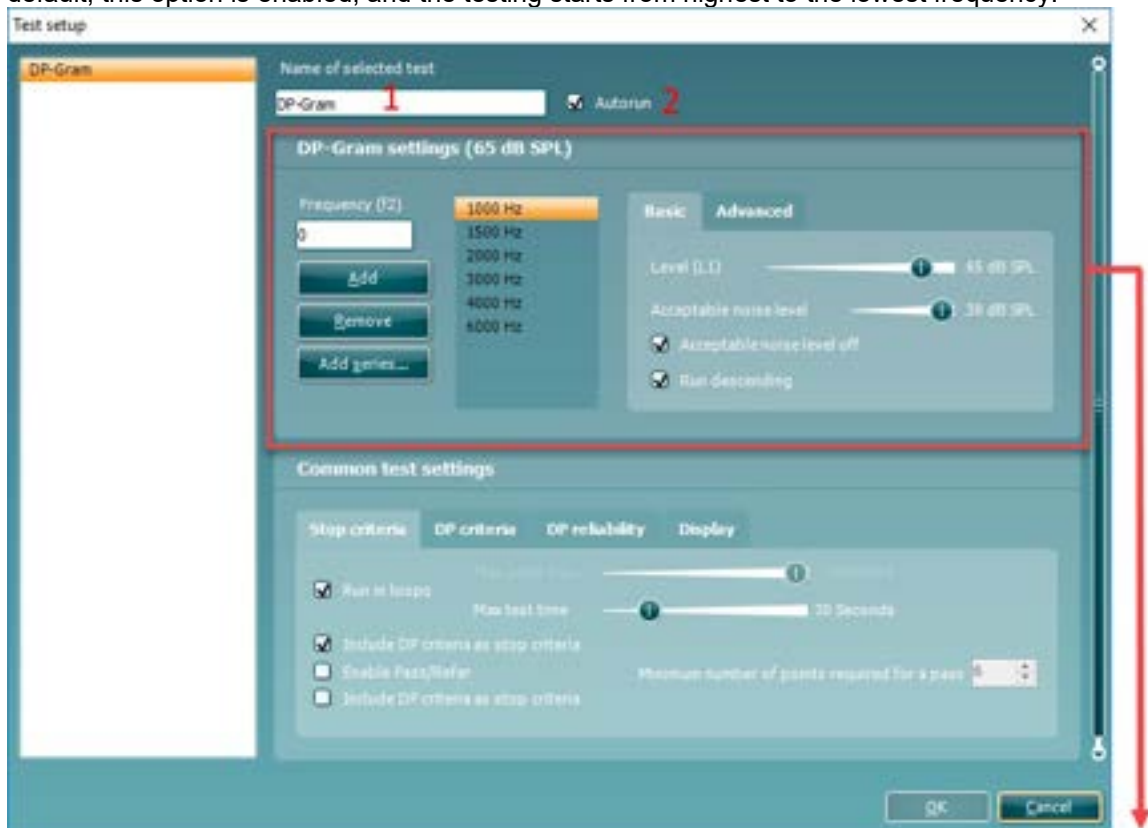 default, this option is enabled, and the testing starts from highest to the lowest frequency.
Test setup
DP-Gram
Name of selected test
DP-Gram 1
Autorun 2
DP-Gram settings (65 dB SPL)
Frequency (f2)
0
Add
Remove
Add series...
1000 Hz
1500 Hz
2000 Hz
3000 Hz
4000 Hz
6000 Hz
Basic Advanced
Level (L1) 65 dB SPL
Acceptable noise level 30 dB SPL
Acceptable noise level off
Run descending
Common test settings
Stop criteria DP criteria DP reliability Display
Run in loops
Max test time 30 Seconds
Include DP criteria as stop criteria
Enable Pass/Refer
Minimum number of points required for a pass
Include DP criteria as stop criteria
OK Cancel